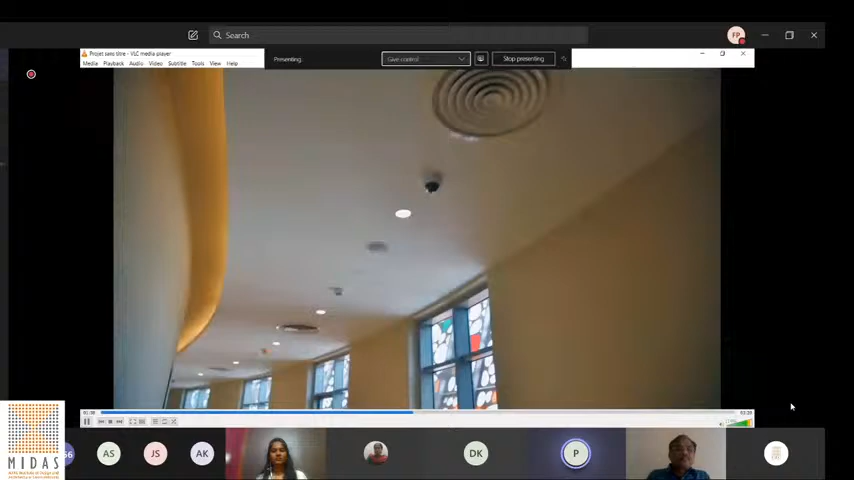 Search
FP
Projet sans titre - VLC media player
Media Playback Audio Video Subtitle Tools View Help
Presenting
Give control
Stop presenting
AS
JS
AK
DK
P
MIDAS